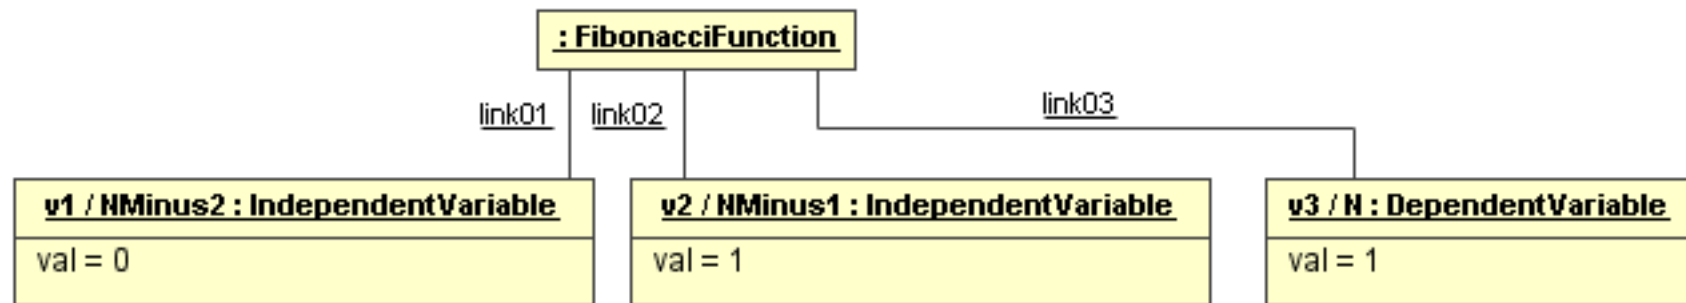 : FibonacciFunction
link01
link02
link03
v1 / NMinus2 : IndependentVariable
v2 / NMinus1 : IndependentVariable
v3 / N : DependentVariable
val = 0
val = 1
val = 1